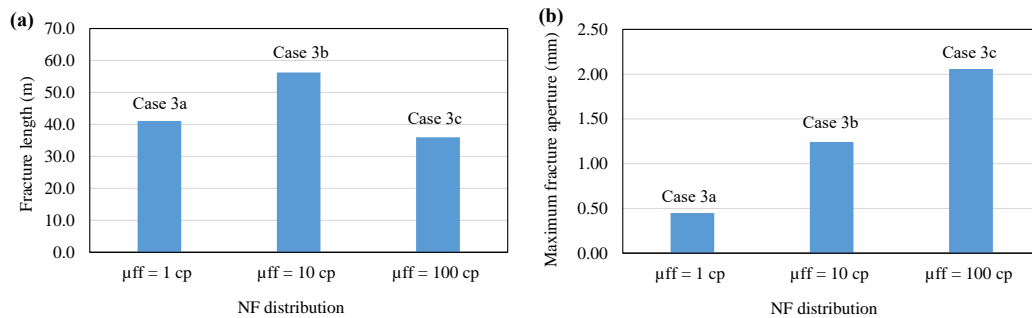 (a)
70.0
60.0
50.0
40.0
30.0
20.0
10.0
0.0
Fracture length (m)
Case 3a
Case 3b
Case 3c
µff = 1 cp
µff = 10 cp
µff = 100 cp
NF distribution
(b)
2.50
2.00
1.50
1.00
0.50
0.00
Maximum fracture aperture (mm)
Case 3a
Case 3b
Case 3c
µff = 1 cp
µff = 10 cp
µff = 100 cp
NF distribution